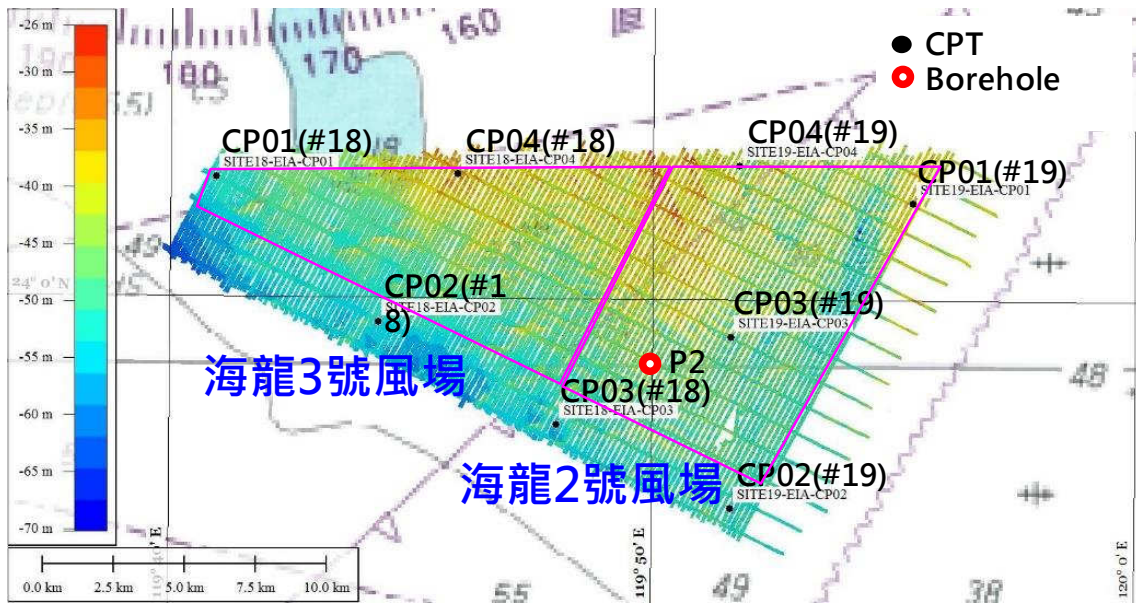 -26 m
-30 m
-35 m
-40 m
-45 m
-50 m
-55 m
-60 m
-65 m
-70 m
180
170
160
CPT
Borehole
CP01(#18)
SITE18-EIA-CP01
CP04(#18)
SITE18-EIA-CP04
CP04(#19)
SITE19-EIA-CP04
CP01(#19)
SITE19-EIA-CP01
49
24° 0' N
CP02(#1
8)
SITE18-EIA-CP02
CP03(#19)
SITE19-EIA-CP03
P2
48
海龍3號風場
CP03(#18)
SITE18-EIA-CP03
海龍2號風場
CP02(#19)
SITE19-EIA-CP02
119° 40' E
119° 50' E
120° 0' E
0.0 km
2.5 km
5.0 km
7.5 km
10.0 km
55
49
38